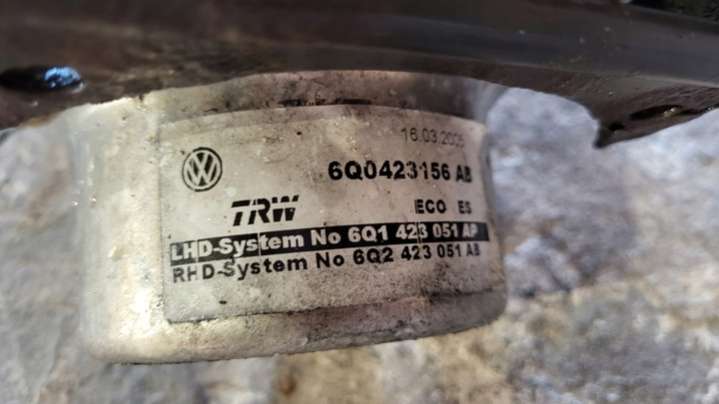 16.03.200
6Q0423156 AB
TRW
ECO ES
LHD-System No 6Q1 423 051 AP
RHD-System No 6Q2 423 051 AB